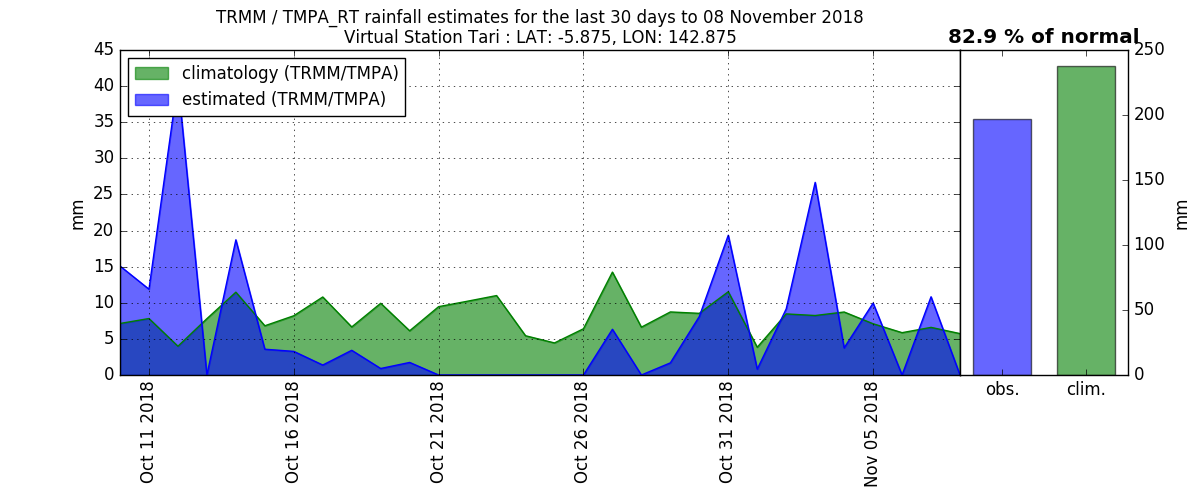 TRMM / TMPA_RT rainfall estimates for the last 30 days to 08 November 2018
Virtual Station Tari : LAT: -5.875, LON: 142.875
82.9 % of normal
climatology (TRMM/TMPA)
estimated (TRMM/TMPA)
mm
45
40
35
30
25
20
15
10
5
0
Oct 11 2018
Oct 16 2018
Oct 21 2018
Oct 26 2018
Oct 31 2018
Nov 05 2018
obs.
clim.
250
200
150
100
50
0
mm